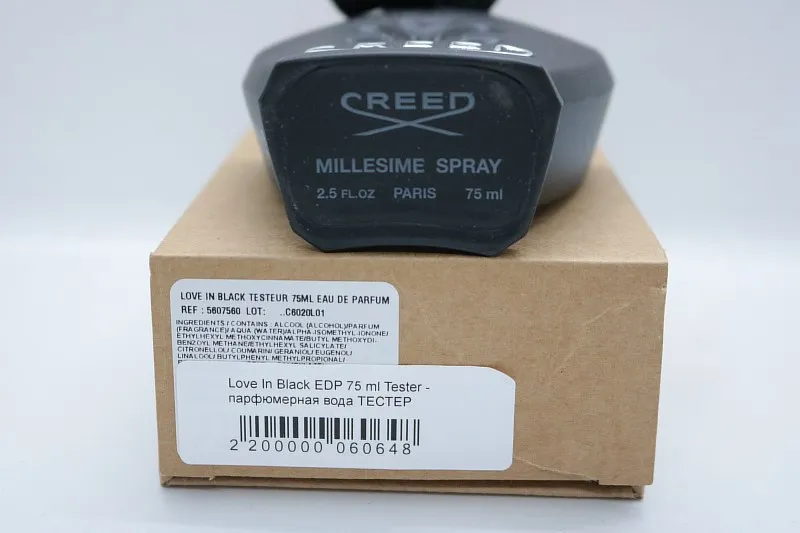 CREED
CREED
MILLESIME SPRAY
2.5 FL.OZ PARIS 75 ml
LOVE IN BLACK TESTEUR 75ML EAU DE PARFUM
REF : 5607560 LOT: ..C6020L01
INGREDIENTS / CONTAINS : ALCOOL (ALCOHOL)/PARFUM
(FRAGRANCE)/AQUA (WATER)/ALPHA-ISOMETHYL-IONONE/
ETHYLHEXYL METHOXYCINNAMATE/BUTYL METHOXYDI-
BENZOYL METHANE/ETHYLHEXYL SALICYLATE/
CITRONELLOL/ COUMARIN/ GERANIOL/ EUGENOL/
LINALOOL/ BUTYLPHENYL METHYLPROPIONAL/
Love In Black EDP 75 ml Tester -
парфюмерная вода ТЕСТЕР
2 200000 060648